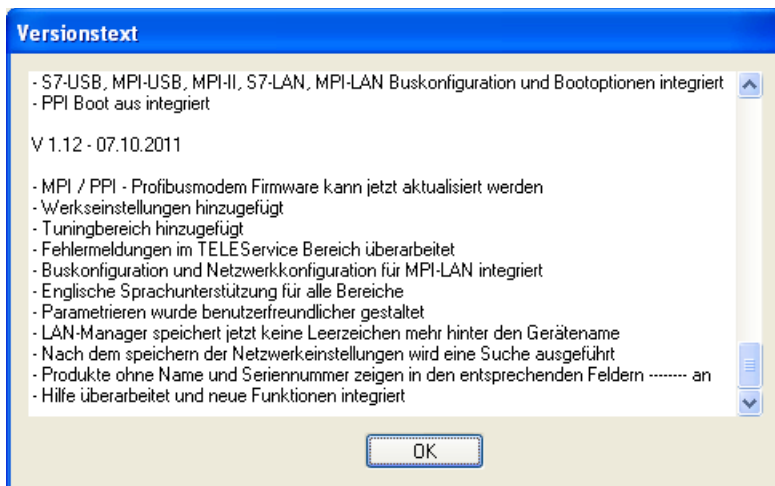 Versionstext
- S7-USB, MPI-USB, MPI-II, S7-LAN, MPI-LAN Buskonfiguration und Bootoptionen integriert
- PPI Boot aus integriert
V 1.12 - 07.10.2011
- MPI / PPI - Profibusmodem Firmware kann jetzt aktualisiert werden
- Werkseinstellungen hinzugefügt
- Tuningbereich hinzugefügt
- Fehlermeldungen im TELEService Bereich überarbeitet
- Buskonfiguration und Netzwerkkonfiguration für MPI-LAN integriert
- Englische Sprachunterstützung für alle Bereiche
- Parametrieren wurde benutzerfreundlicher gestaltet
- LAN-Manager speichert jetzt keine Leerzeichen mehr hinter den Gerätename
- Nach dem speichern der Netzwerkeinstellungen wird eine Suche ausgeführt
- Produkte ohne Name und Seriennummer zeigen in den entsprechenden Feldern -------- an
- Hilfe überarbeitet und neue Funktionen integriert
OK